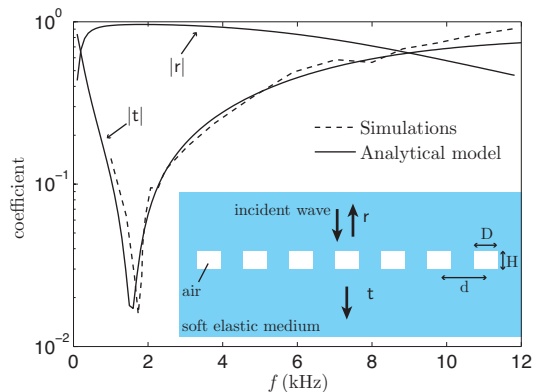 10^0
|r|
|t|
Simulations
Analytical model
coefficient
10^-1
incident wave
r
D
H
air
d
t
soft elastic medium
10^-2
0 2 4 6 8 10 12
f (kHz)